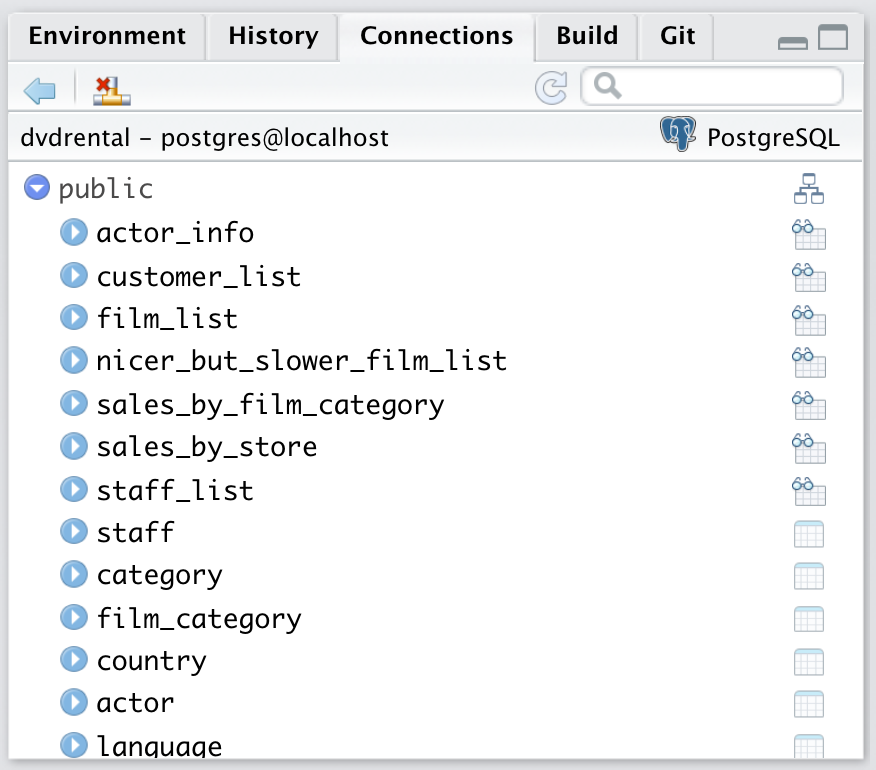 Environment History Connections Build Git
dvdrental – postgres@localhost PostgreSQL
public
actor_info
customer_list
film_list
nicer_but_slower_film_list
sales_by_film_category
sales_by_store
staff_list
staff
category
film_category
country
actor
language